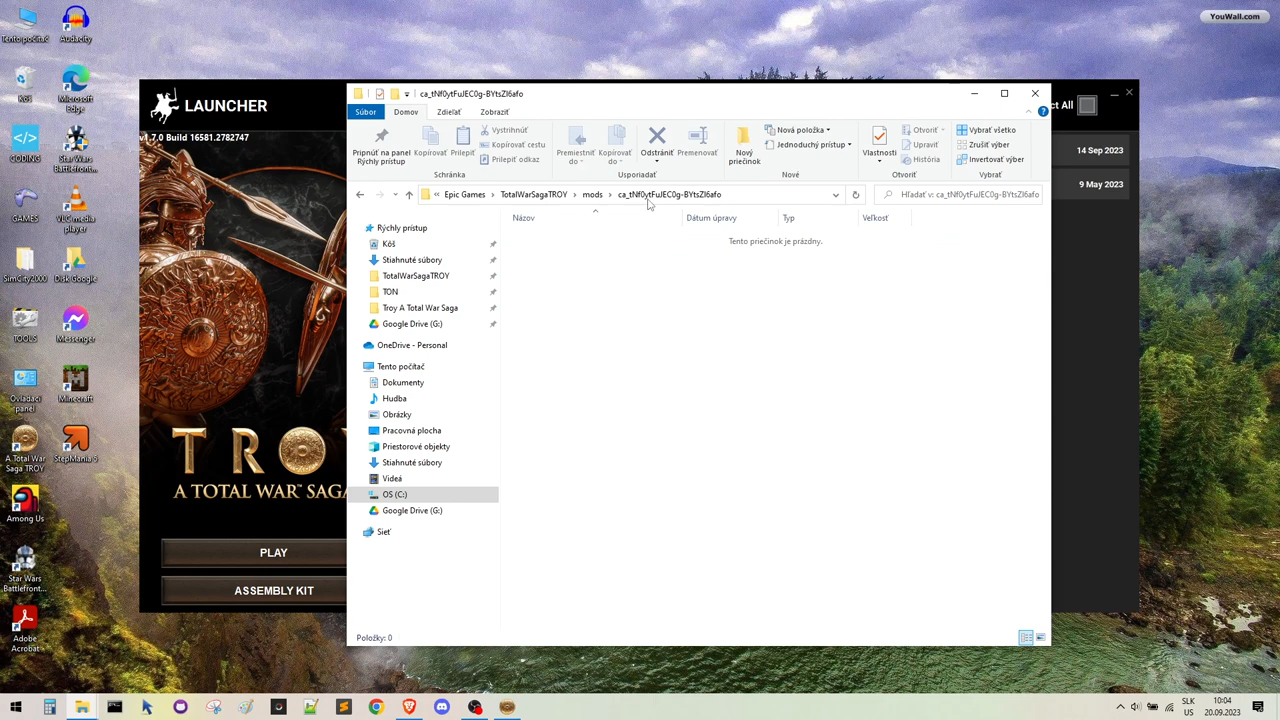 YouWall.com
Tento počítač
Audacity
Kôš
Microsoft
Edge
CODING
Star Wars
Battlefront...
GAMES
VLC media
player
SimCity2000
Disk Google
TOOLS
Messenger
Ovládací
panel
Minecraft
A Total War
Saga TROY
StepMania 5
Among Us
Star Wars
Battlefront...
Adobe
Acrobat
LAUNCHER
v1.7.0 Build 16581.2782747
TROY
A TOTAL WAR™ SAGA
PLAY
ASSEMBLY KIT
ct All
14 Sep 2023
9 May 2023
ca_tNf0ytFuJEC0g-BYtsZI6afo
Súbor
Domov
Zdieľať
Zobraziť
Pripnúť na panel
Rýchly prístup
Kopírovať
Prilepiť
Vystrihnúť
Kopírovať cestu
Prilepiť odkaz
Schránka
Premiestniť
do
Kopírovať
do
Odstrániť
Premenovať
Usporiadať
Nový
priečinok
Nová položka
Jednoduchý prístup
Nové
Vlastnosti
Otvoriť
Upraviť
História
Otvoriť
Vybrať všetko
Zrušiť výber
Invertovať výber
Vybrať
« Epic Games > TotalWarSagaTROY > mods > ca_tNf0ytFuJEC0g-BYtsZI6afo
Hľadať v: ca_tNf0ytFuJEC0g-BYtsZI6afo
Názov
Dátum úpravy
Typ
Veľkosť
Tento priečinok je prázdny.
Rýchly prístup
Kôš
Stiahnuté súbory
TotalWarSagaTROY
TON
Troy A Total War Saga
Google Drive (G:)
OneDrive - Personal
Tento počítač
Dokumenty
Hudba
Obrázky
Pracovná plocha
Priestorové objekty
Stiahnuté súbory
Videá
OS (C:)
Google Drive (G:)
Sieť
Položky: 0
SLK
US
10:04
20.09.2023